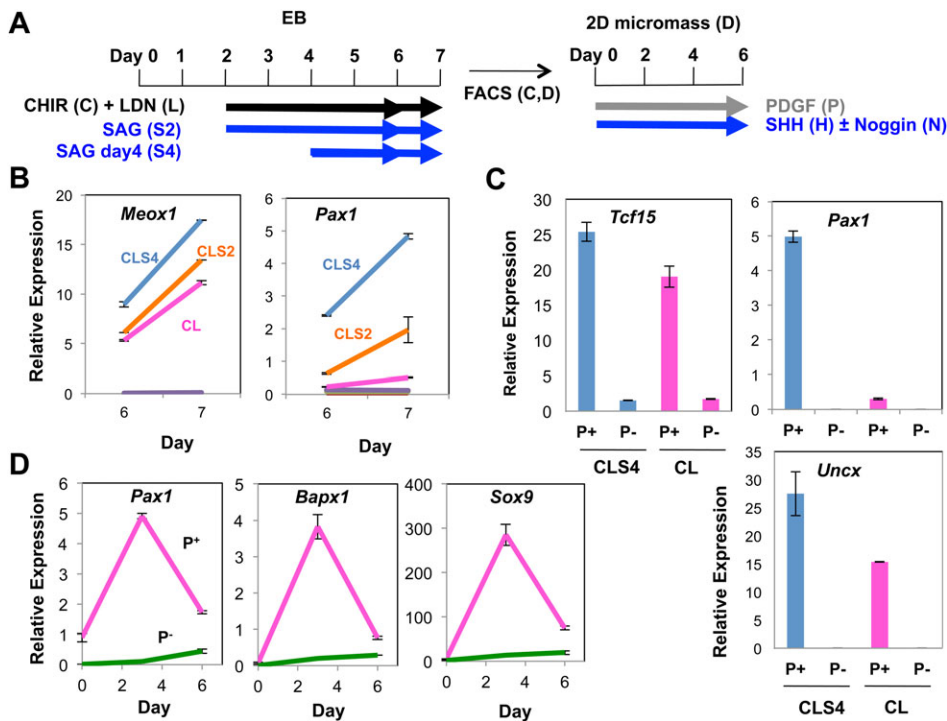 A
EB
2D micromass (D)
Day 0 1 2 3 4 5 6 7
Day 0 2 4 6
FACS (C,D)
CHIR (C) + LDN (L)
SAG (S2)
SAG day4 (S4)
PDGF (P)
SHH (H) ± Noggin (N)
B
Relative Expression
20
15
10
5
0
Meox1
CLS4
CLS2
CL
6 7
Day
6
5
4
3
2
1
0
Pax1
CLS4
CLS2
6 7
Day
C
Relative Expression
30
25
20
15
10
5
0
Tcf15
P+ P- P+ P-
CLS4 CL
6
5
4
3
2
1
0
Pax1
P+ P- P+ P-
35
30
25
20
15
10
5
0
Uncx
P+ P- P+ P-
CLS4 CL
D
Relative Expression
6
5
4
3
2
1
0
Pax1
P+
P-
0 2 4 6
Day
5
4
3
2
1
0
Bapx1
0 2 4 6
Day
400
300
200
100
0
Sox9
0 2 4 6
Day